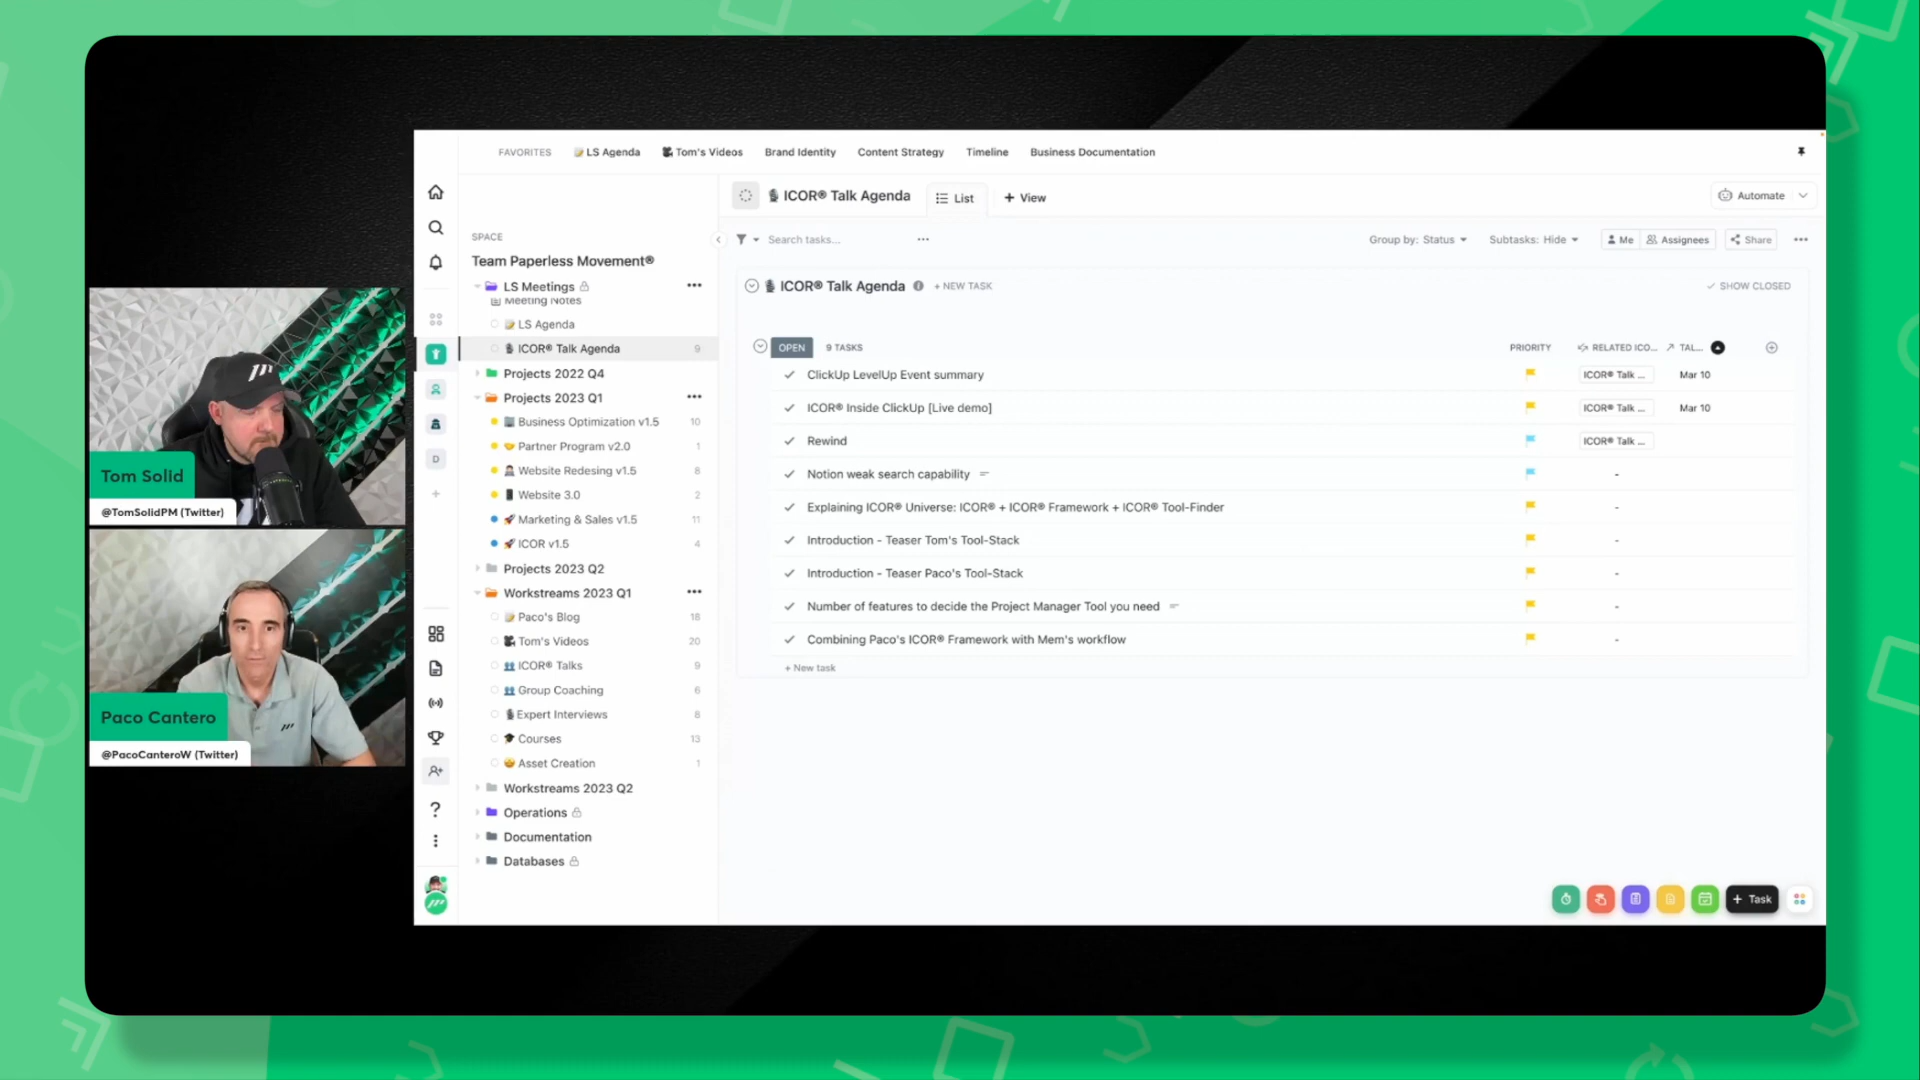 FAVORITES
LS Agenda
Tom's Videos
Brand Identity
Content Strategy
Timeline
Business Documentation
ICOR® Talk Agenda
List
+ View
Automate
Search tasks...
Group by: Status
Subtasks: Hide
Me
Assignees
Share
SPACE
Team Paperless Movement®
LS Meetings
Meeting Notes
LS Agenda
ICOR® Talk Agenda 9
Projects 2022 Q4
Projects 2023 Q1
Business Optimization v1.5 10
Partner Program v2.0 1
Website Redesing v1.5 8
Website 3.0 2
Marketing & Sales v1.5 11
ICOR v1.5 4
Projects 2023 Q2
Workstreams 2023 Q1
Paco's Blog 18
Tom's Videos 20
ICOR® Talks 9
Group Coaching 6
Expert Interviews 8
Courses 13
Asset Creation 1
Workstreams 2023 Q2
Operations
Documentation
Databases
D
ICOR® Talk Agenda
+ NEW TASK
SHOW CLOSED
OPEN
9 TASKS
PRIORITY
RELATED ICO...
TAL...
ClickUp LevelUp Event summary ICOR® Talk ... Mar 10
ICOR® Inside ClickUp [Live demo] ICOR® Talk ... Mar 10
Rewind ICOR® Talk ...
Notion weak search capability -
Explaining ICOR® Universe: ICOR® + ICOR® Framework + ICOR® Tool-Finder -
Introduction - Teaser Tom's Tool-Stack -
Introduction - Teaser Paco's Tool-Stack -
Number of features to decide the Project Manager Tool you need -
Combining Paco's ICOR® Framework with Mem's workflow -
+ New task
+ Task
Tom Solid
@TomSolidPM (Twitter)
Paco Cantero
@PacoCanteroW (Twitter)